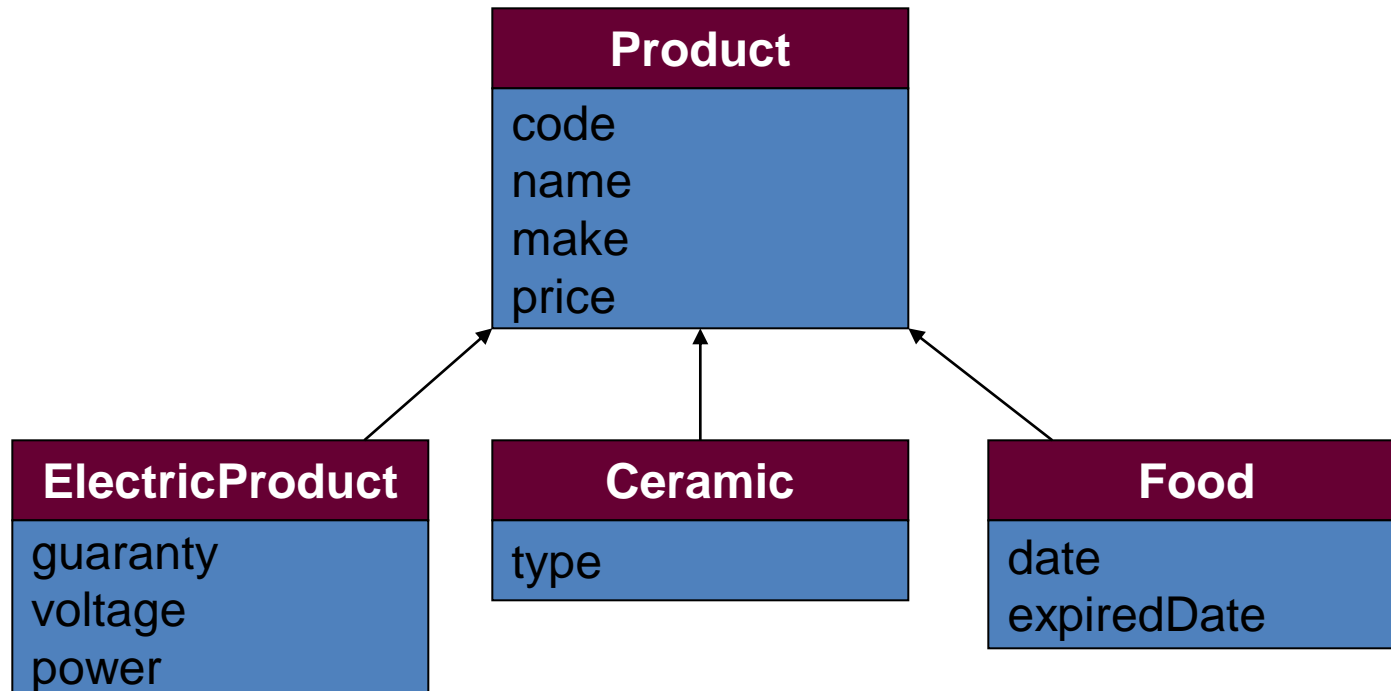 Product
code
name
make
price
ElectricProduct
guaranty
voltage
power
Ceramic
type
Food
date
expiredDate